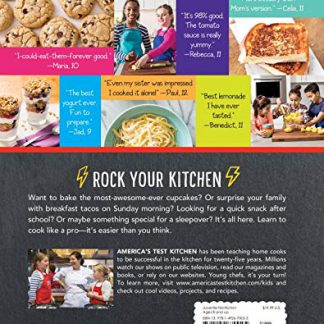 Mom's version." —Celia, 11
"It's 98% good.
The tomato
sauce is
really yummy."
—Rebecca, 11
"I could-eat-them-forever good."
—Maria, 10
"Even my sister was impressed.
I cooked it alone!" —Paul, 12
"The best
yogurt ever.
Fun to
prepare."
—Jad, 9
"Best lemonade
I have ever
tasted."
—Benedict, 11
ROCK YOUR KITCHEN
Want to bake the most-awesome-ever cupcakes? Or surprise your family
with breakfast tacos on Sunday morning? Looking for a quick snack after
school? Or maybe something special for a sleepover? It's all here. Learn to
cook like a pro—it's easier than you think.
AMERICA'S TEST KITCHEN has been teaching home cooks
to be successful in the kitchen for twenty-five years. Millions
watch our shows on public television, read our magazines and
books, or rely on our websites. Young chefs, it's your turn!
To learn more, visit www.americastestkitchen.com/kids and
check out cool videos, projects, and recipes.